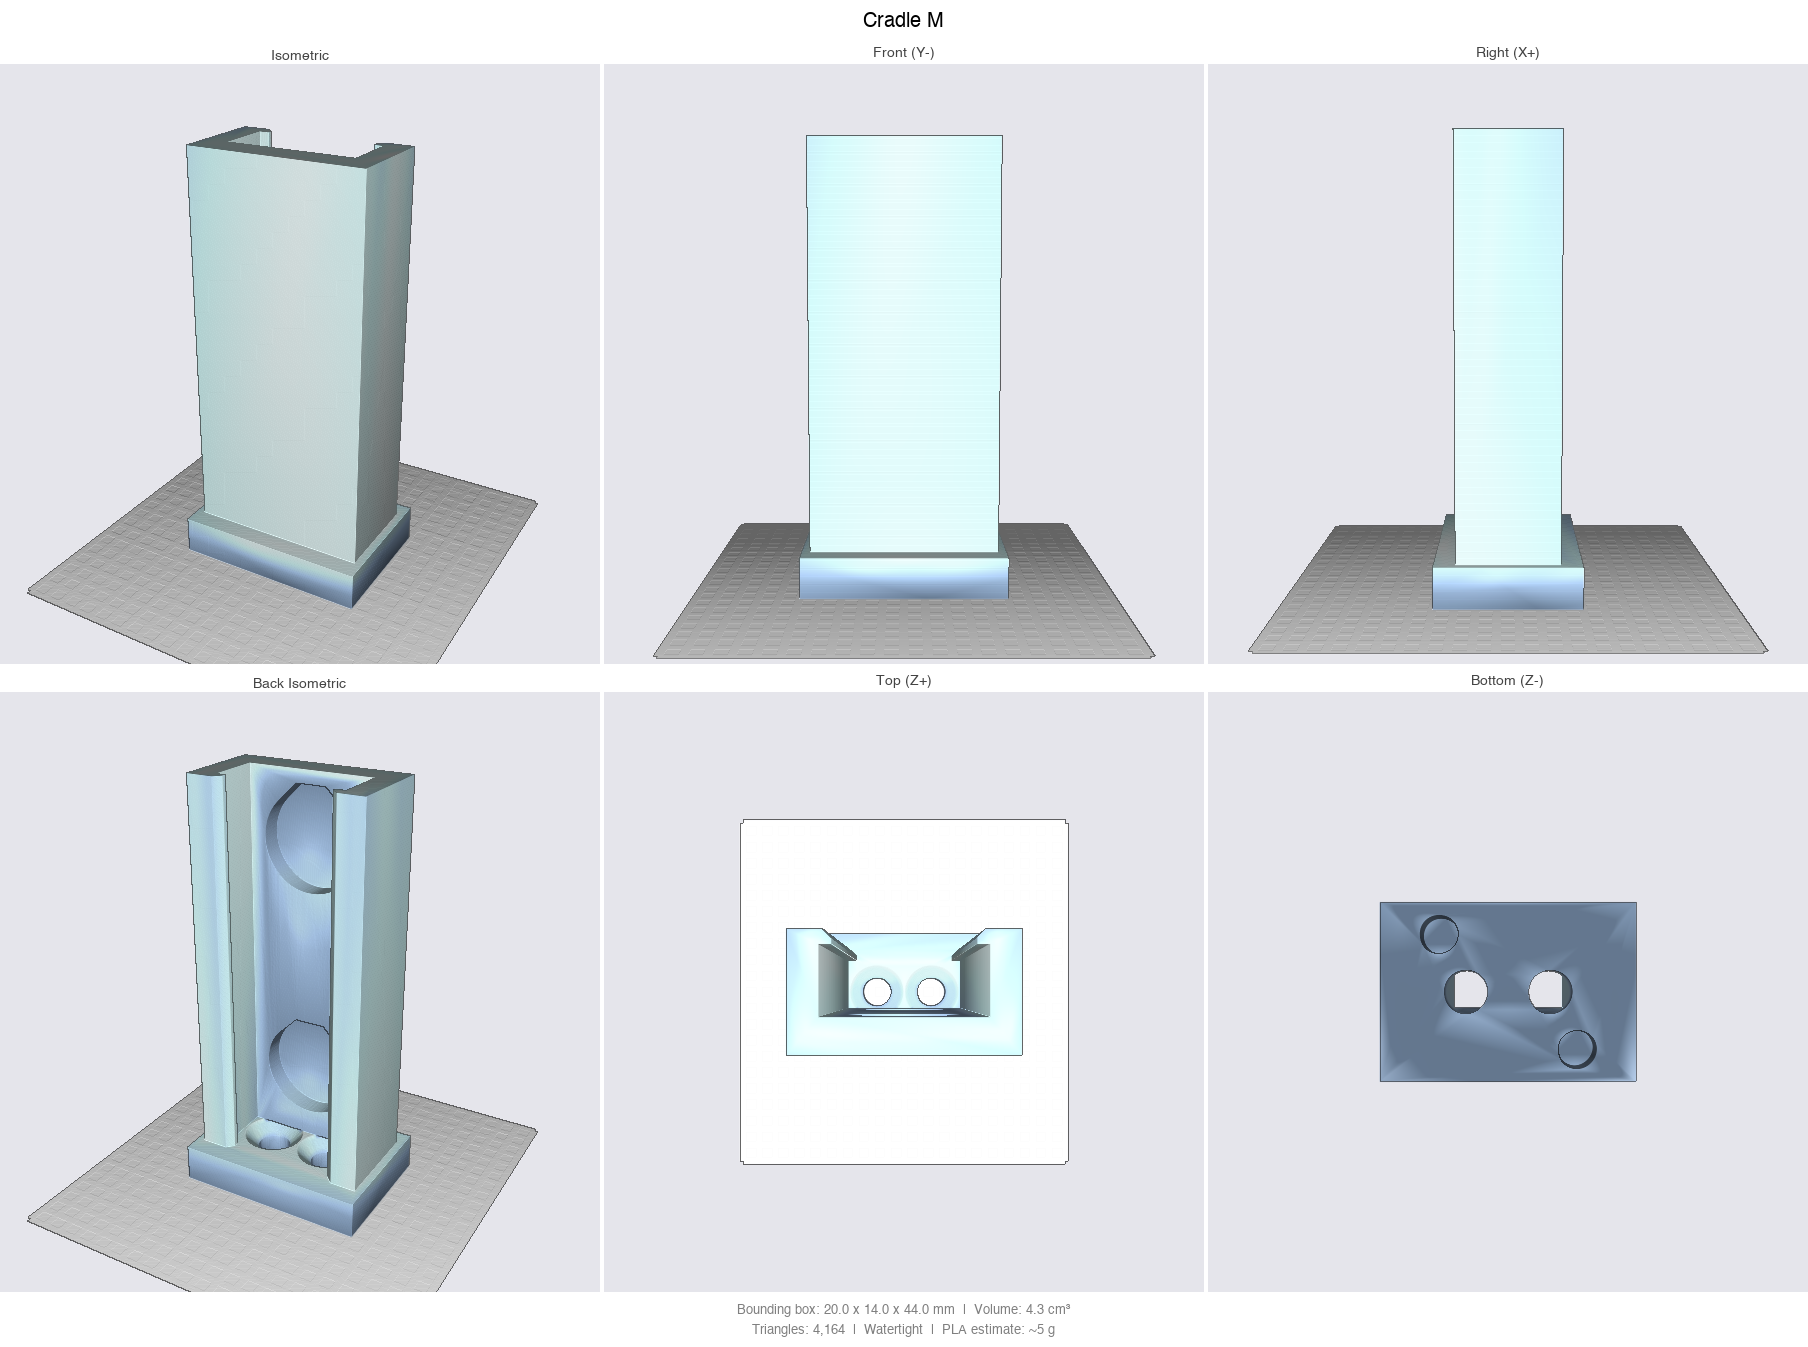 Cradle M
Isometric
Front (Y-)
Right (X+)
Back Isometric
Top (Z+)
Bottom (Z-)
Bounding box: 20.0 x 14.0 x 44.0 mm | Volume: 4.3 cm³
Triangles: 4,164 | Watertight | PLA estimate: ~5 g